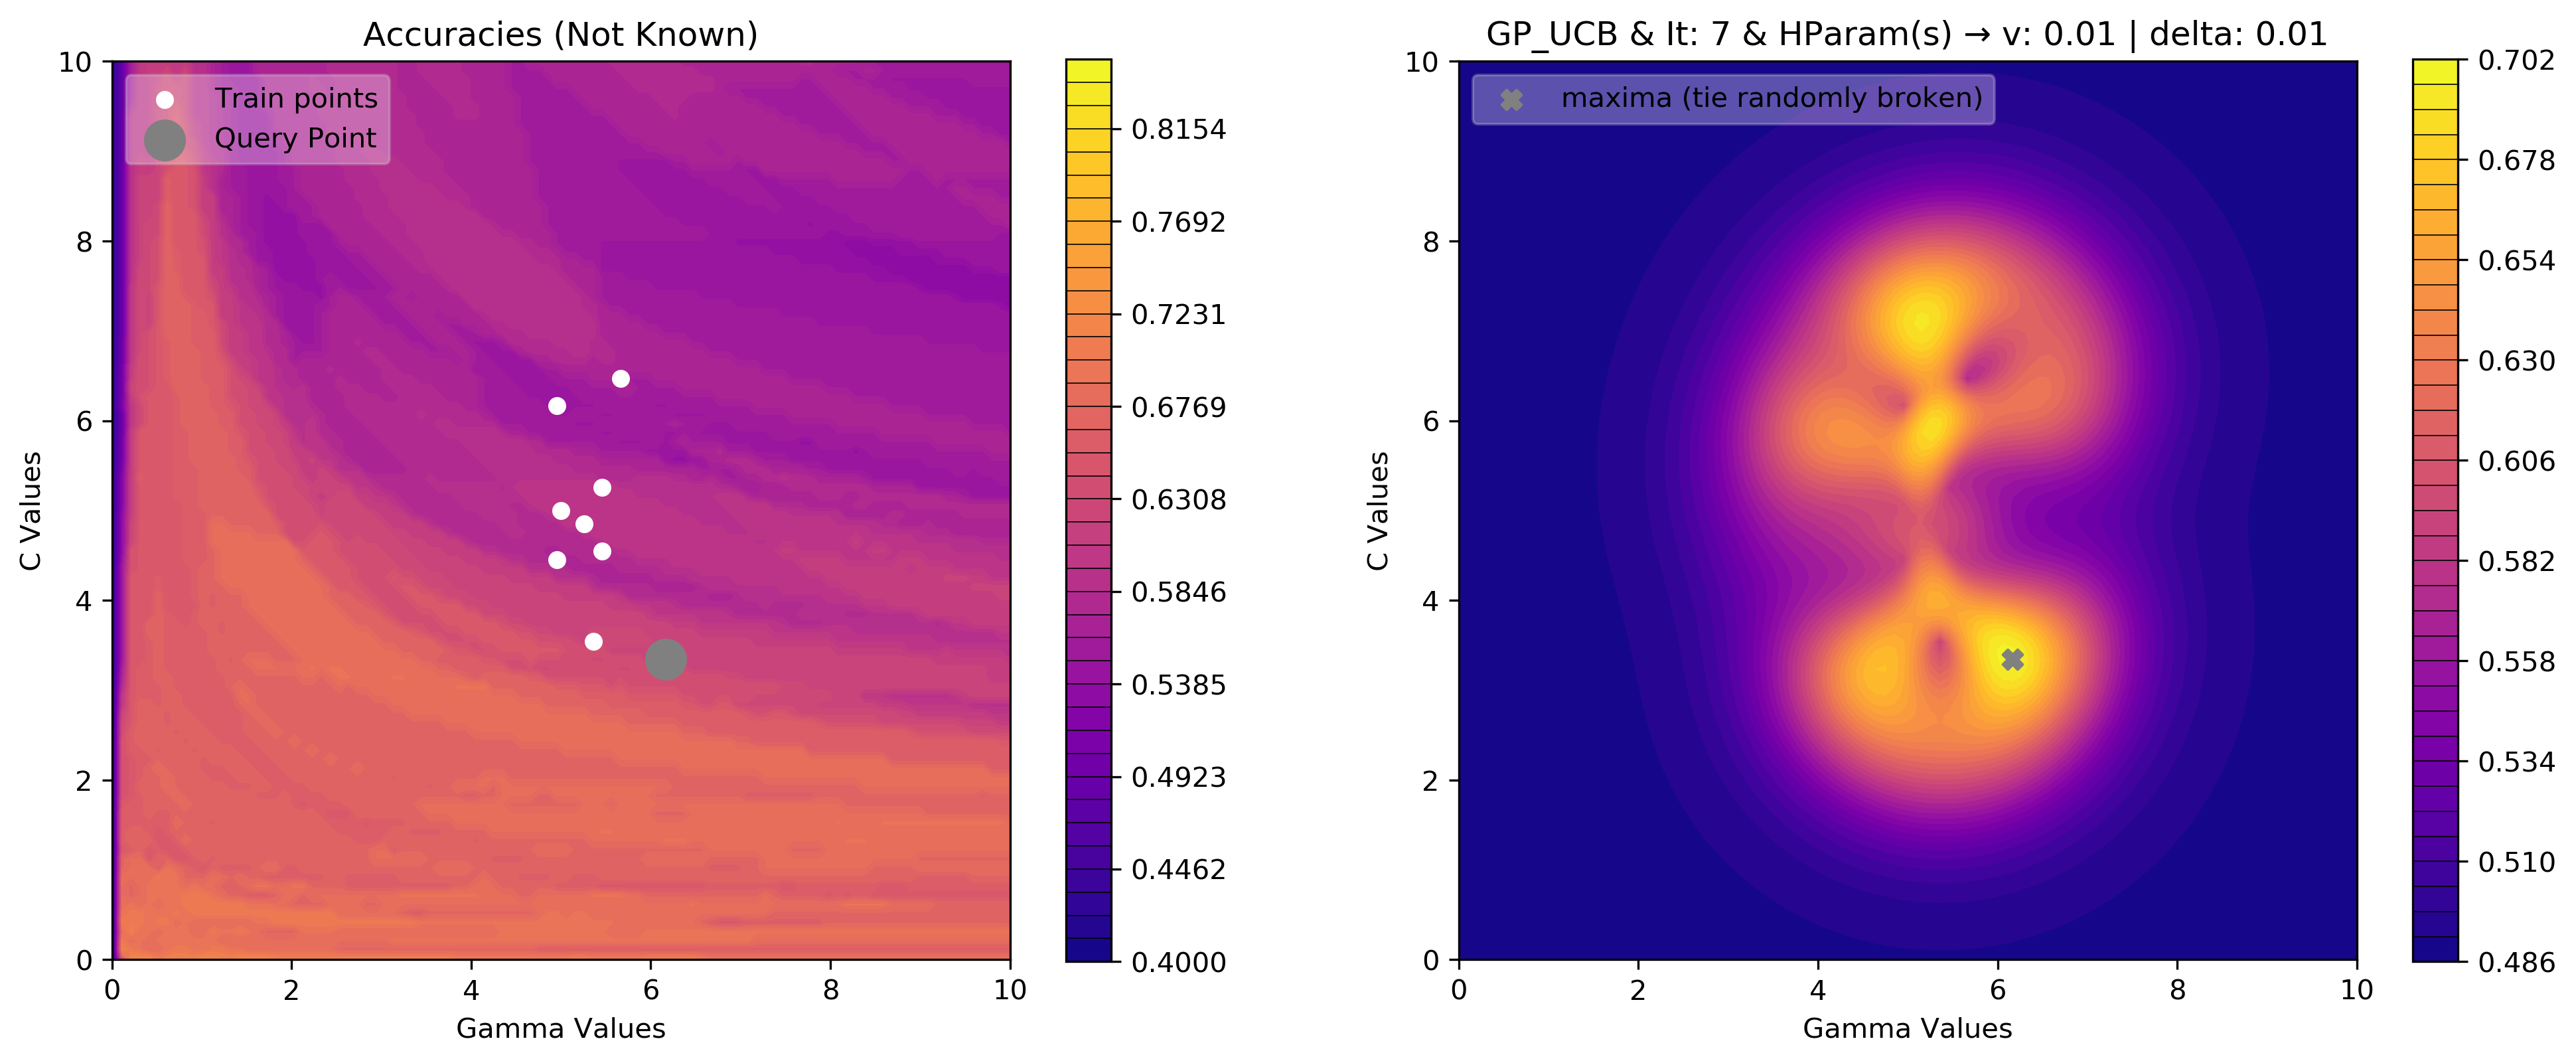 Accuracies (Not Known)
Train points
Query Point
10
8
6
4
2
0
C Values
0 2 4 6 8 10
Gamma Values
0.8154
0.7692
0.7231
0.6769
0.6308
0.5846
0.5385
0.4923
0.4462
0.4000
GP_UCB & It: 7 & HParam(s) → v: 0.01 | delta: 0.01
maxima (tie randomly broken)
10
8
6
4
2
0
C Values
0 2 4 6 8 10
Gamma Values
0.702
0.678
0.654
0.630
0.606
0.582
0.558
0.534
0.510
0.486